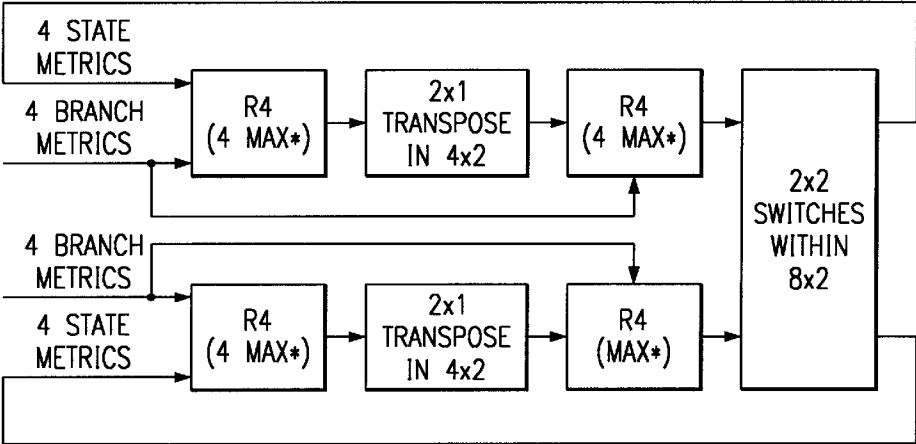 4 STATE
METRICS
4 BRANCH
METRICS
R4
(4 MAX*)
2x1
TRANSPOSE
IN 4x2
R4
(4 MAX*)
2x2
SWITCHES
WITHIN
8x2
4 BRANCH
METRICS
4 STATE
METRICS
R4
(4 MAX*)
2x1
TRANSPOSE
IN 4x2
R4
(MAX*)